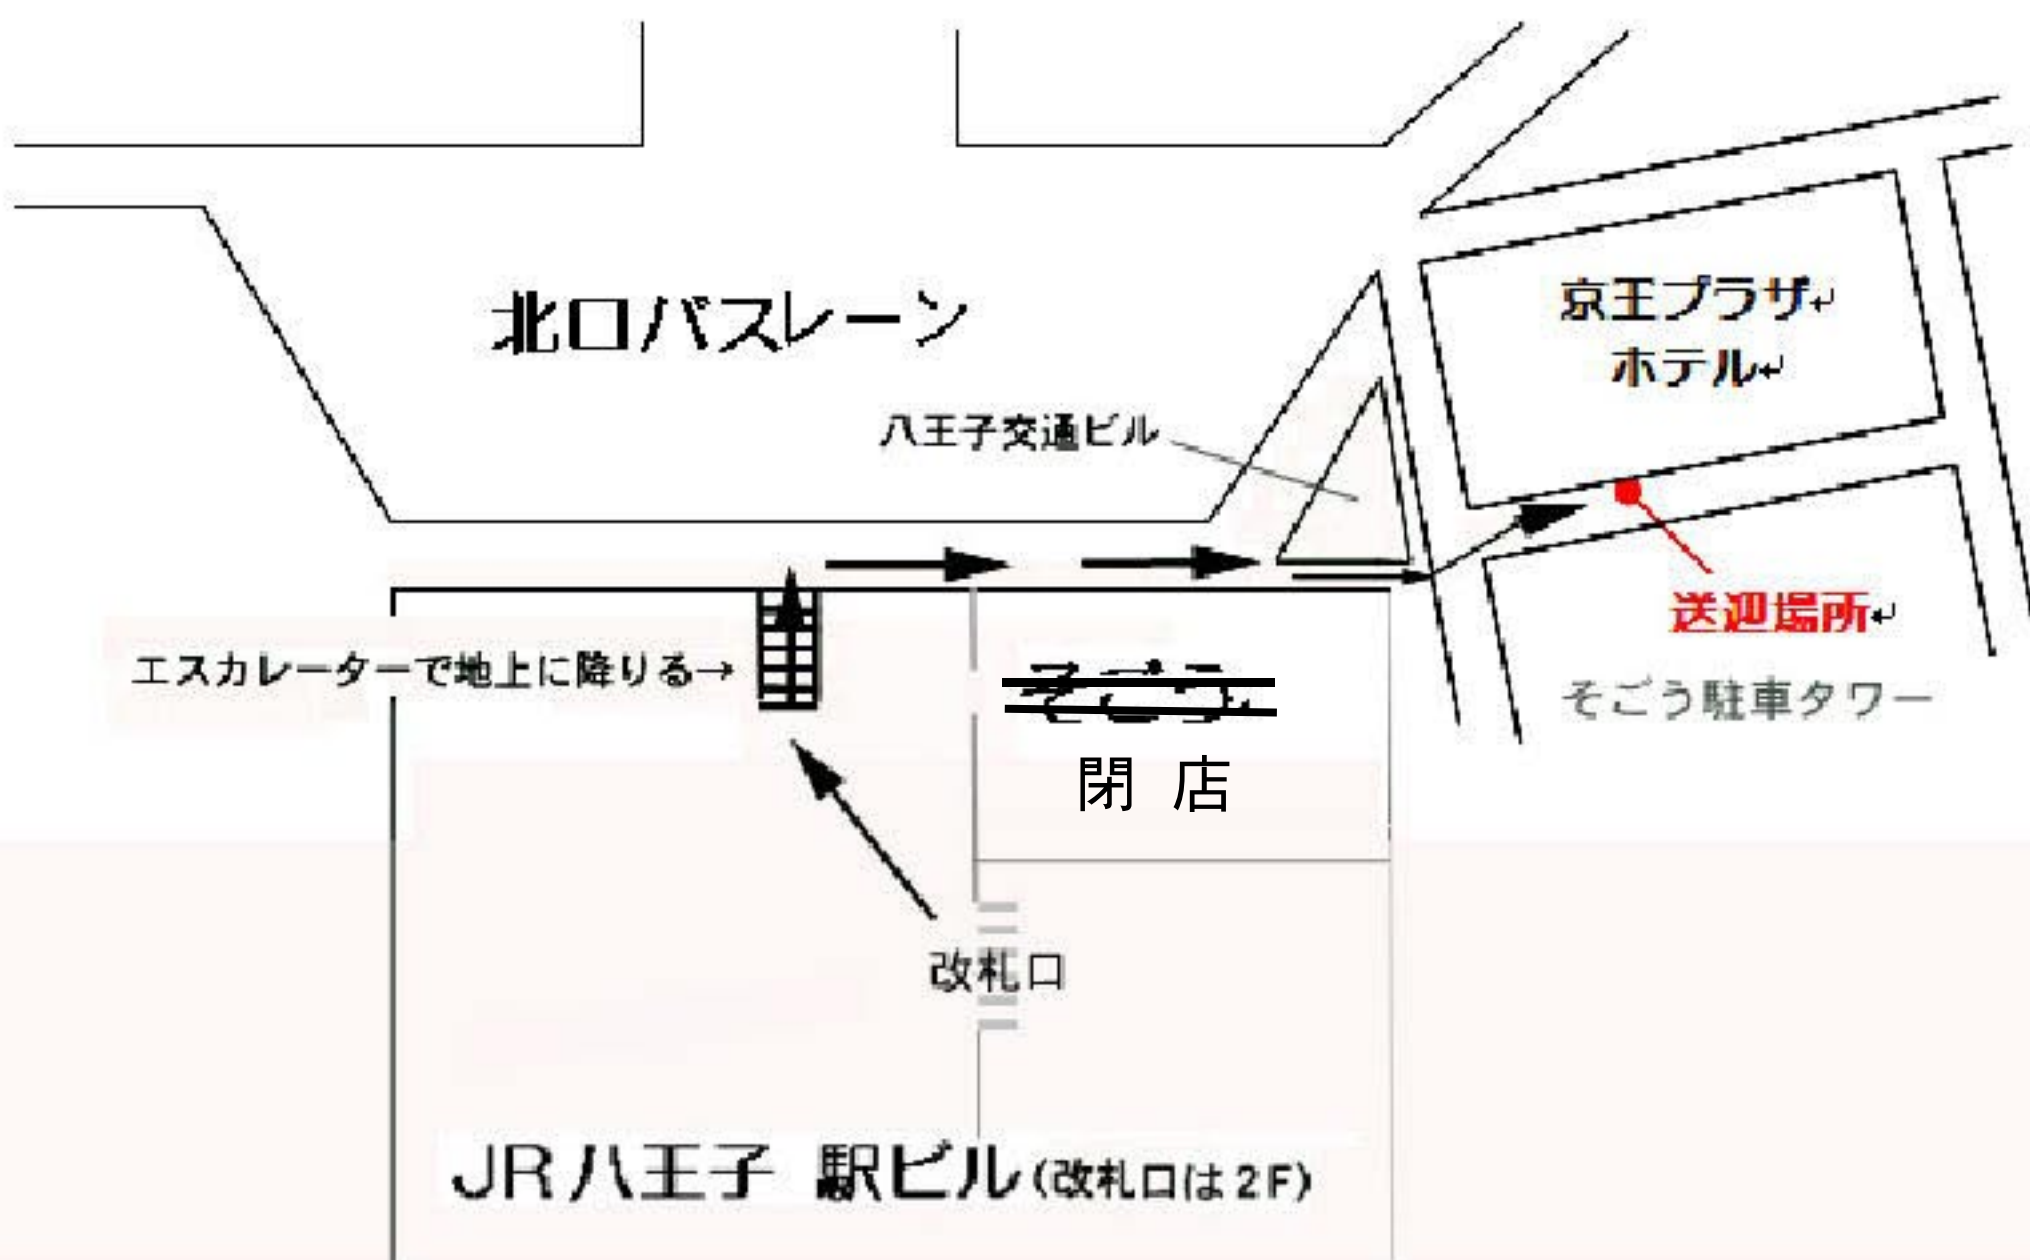 北口バスレーン
京王プラザ↵
ホテル↵
八王子交通ビル
送迎場所↵
エスカレーターで地上に降りる→
そごう
そごう駐車タワー
閉店
改札口
JR八王子 駅ビル(改札口は2F)